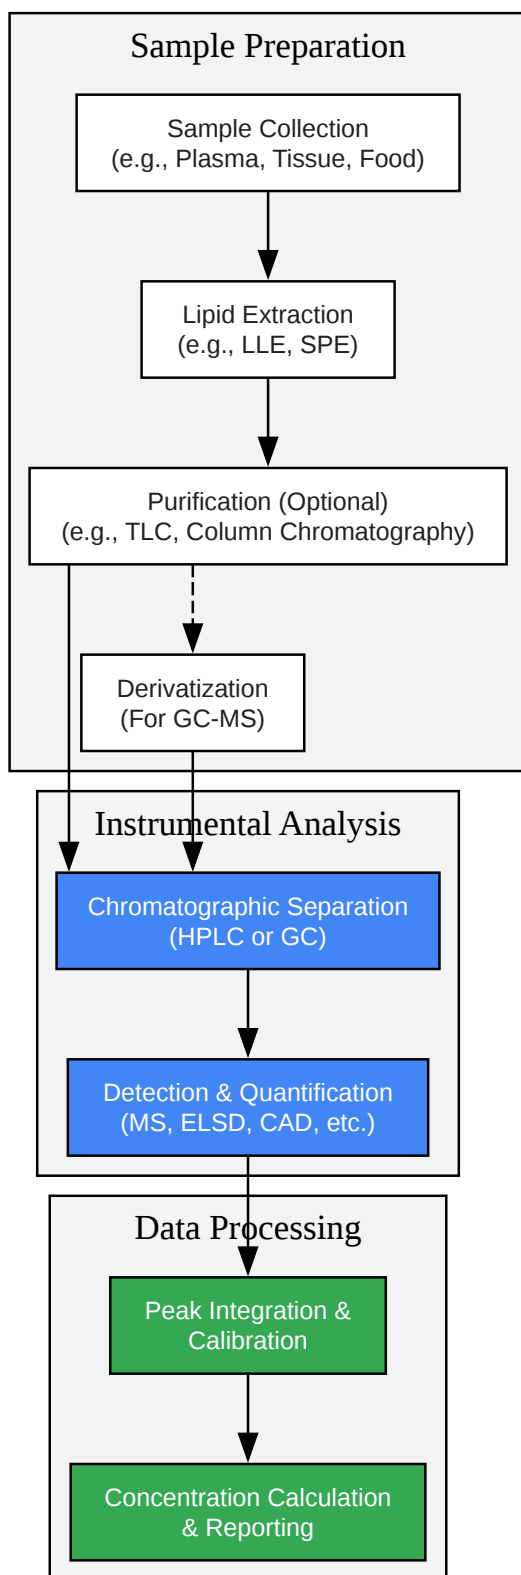 Sample Preparation
Sample Collection
(e.g., Plasma, Tissue, Food)
Lipid Extraction
(e.g., LLE, SPE)
Purification (Optional)
(e.g., TLC, Column Chromatography)
Derivatization
(For GC-MS)
Instrumental Analysis
Chromatographic Separation
(HPLC or GC)
Detection & Quantification
(MS, ELSD, CAD, etc.)
Data Processing
Peak Integration &
Calibration
Concentration Calculation
& Reporting